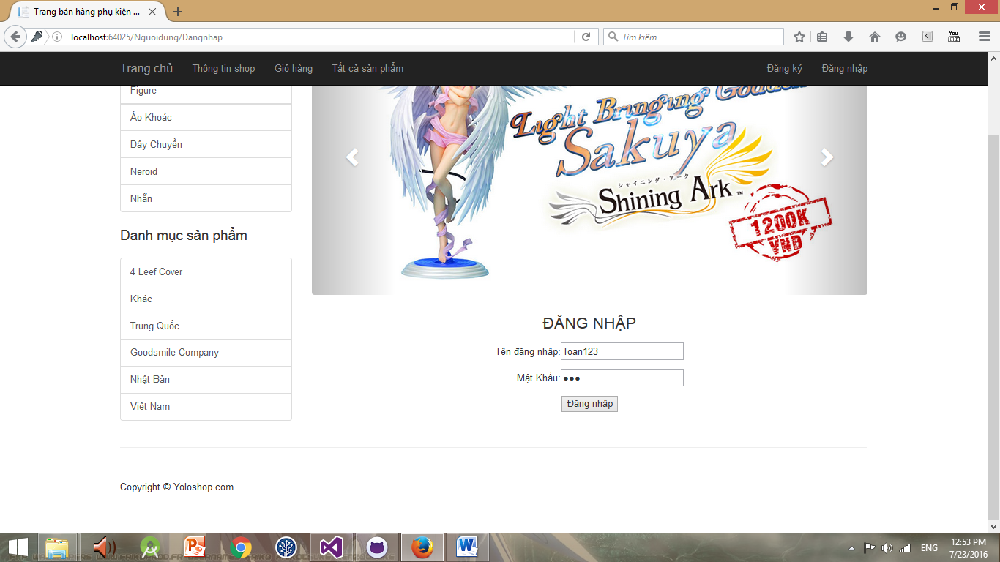 Trang bán hàng phụ kiện ...
localhost:64025/Nguoidung/Dangnhap
Tìm kiếm
You Tube
Trang chủ Thông tin shop Giỏ hàng Tất cả sản phẩm Đăng ký Đăng nhập
Figure
Áo Khoác
Dây Chuyền
Neroid
Nhẫn
Light Bringing Goddess
Sakuya
シャイニング・アーク
Shining Ark ™
1200K
VND
Danh mục sản phẩm
4 Leef Cover
Khác
Trung Quốc
Goodsmile Company
Nhật Bản
Việt Nam
ĐĂNG NHẬP
Tên đăng nhập: Toan123
Mật Khẩu: ●●●
Đăng nhập
Copyright © Yoloshop.com
ENG
12:53 PM
7/23/2016